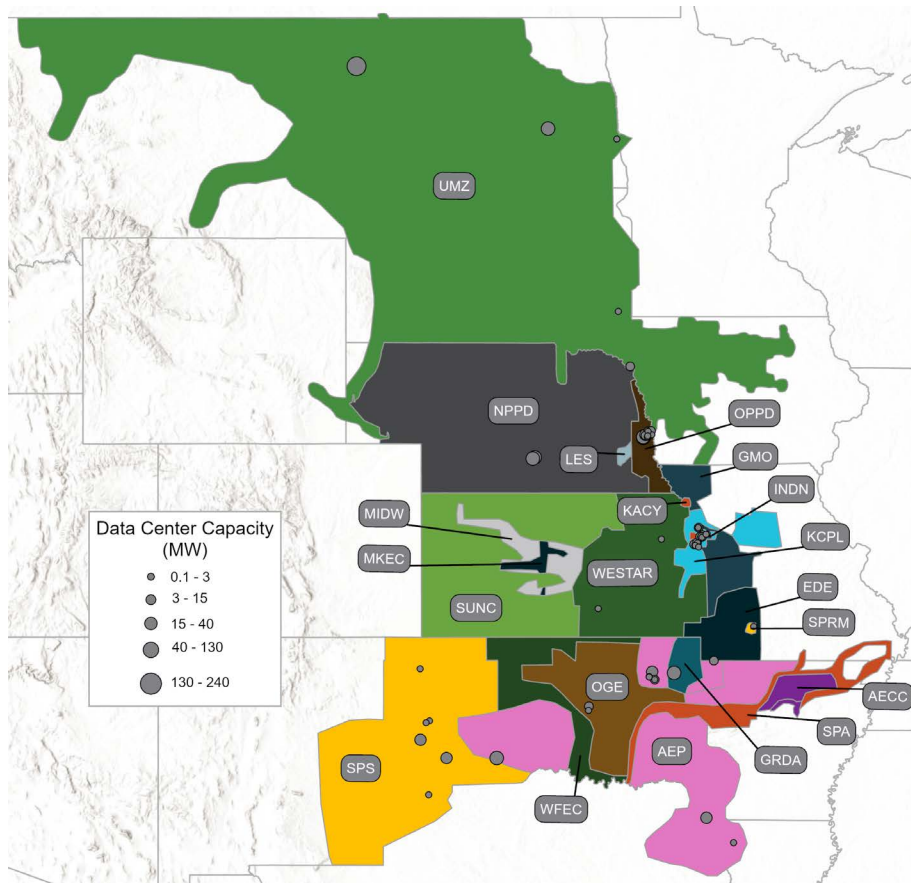 UMZ
NPPD
OPPD
LES
GMO
INDN
KACY
MIDW
KCPL
MKEC
WESTAR
EDE
SUNC
SPRM
Data Center Capacity
(MW)
0.1 - 3
3 - 15
15 - 40
40 - 130
130 - 240
OGE
AECC
SPA
AEP
GRDA
SPS
WFEC